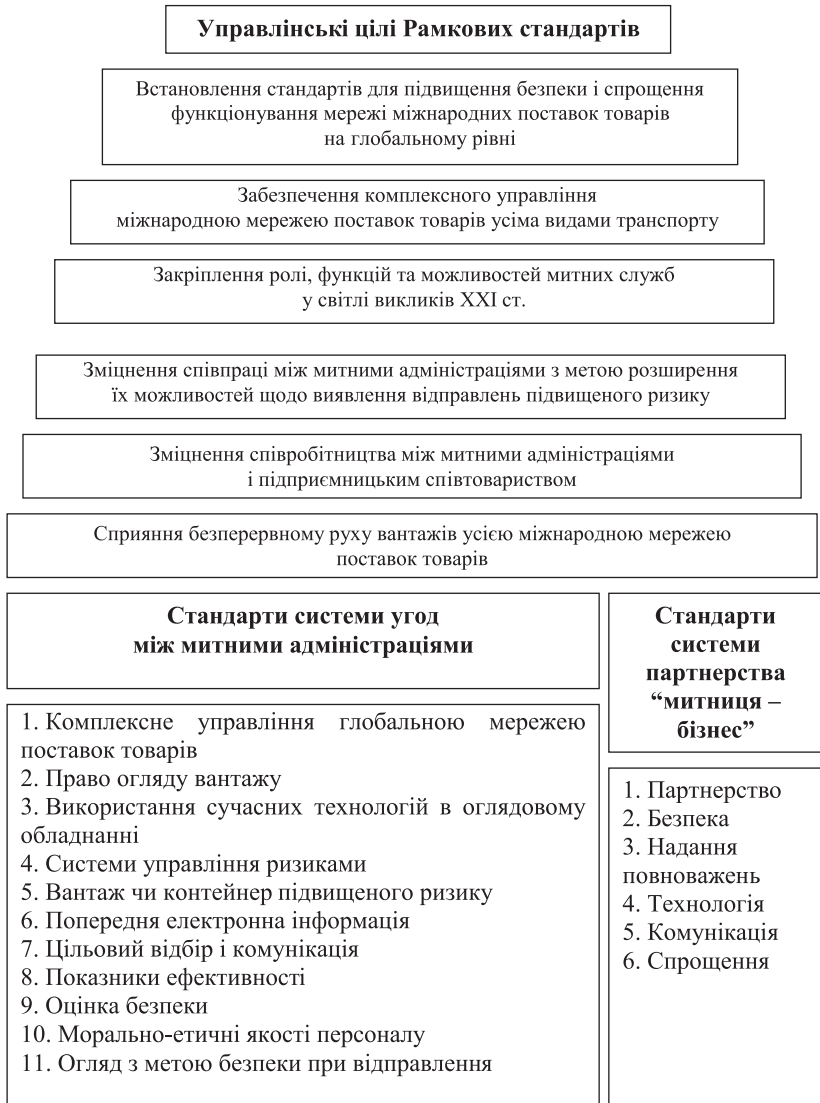 Управлінські цілі Рамкових стандартів
Встановлення стандартів для підвищення безпеки і спрощення
функціонування мережі міжнародних поставок товарів
на глобальному рівні
Забезпечення комплексного управління
міжнародною мережею поставок товарів усіма видами транспорту
Закріплення ролі, функцій та можливостей митних служб
у світлі викликів XXI ст.
Зміцнення співпраці між митними адміністраціями з метою розширення
їх можливостей щодо виявлення відправлень підвищеного ризику
Зміцнення співробітництва між митними адміністраціями
і підприємницьким співтовариством
Сприяння безперервному руху вантажів усією міжнародною мережею
поставок товарів
Стандарти системи угод
між митними адміністраціями
1. Комплексне управління глобальною мережею
поставок товарів
2. Право огляду вантажу
3. Використання сучасних технологій в оглядовому
обладнанні
4. Системи управління ризиками
5. Вантаж чи контейнер підвищеного ризику
6. Попередня електронна інформація
7. Цільовий відбір і комунікація
8. Показники ефективності
9. Оцінка безпеки
10. Морально-етичні якості персоналу
11. Огляд з метою безпеки при відправлення
Стандарти
системи
партнерства
“митниця –
бізнес”
1. Партнерство
2. Безпека
3. Надання
повноважень
4. Технологія
5. Комунікація
6. Спрощення